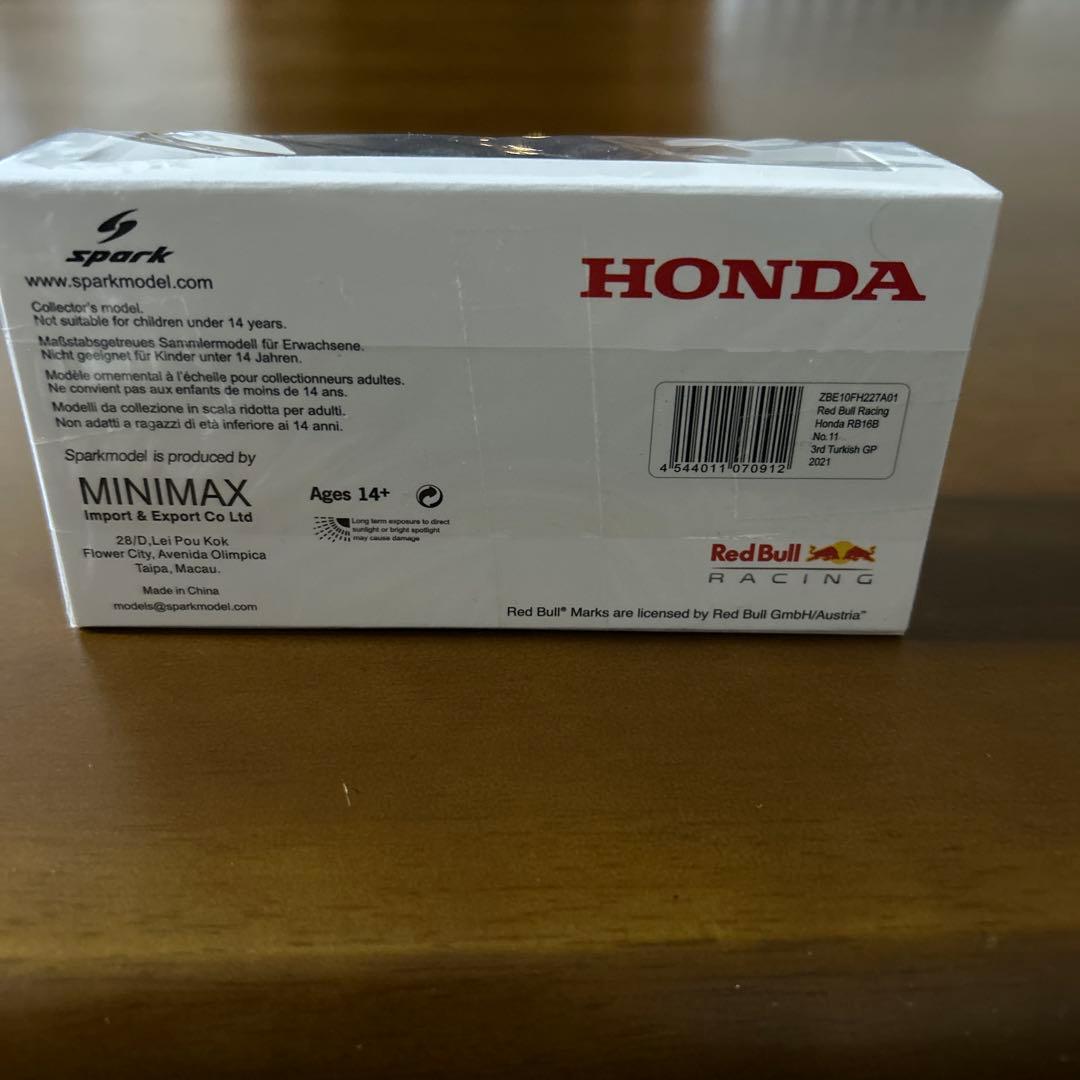 spark
www.sparkmodel.com
Collector's model.
Not suitable for children under 14 years.
Maßstabsgetreues Sammlermodell für Erwachsene.
Nicht geeignet für Kinder unter 14 Jahren.
Modèle ornemental à l'échelle pour collectionneurs adultes.
Ne convient pas aux enfants de moins de 14 ans.
Modelli da collezione in scala ridotta per adulti.
Non adatti a ragazzi di età inferiore ai 14 anni.
Sparkmodel is produced by
MINIMAX
Import & Export Co Ltd
28/D,Lei Pou Kok
Flower City, Avenida Olimpica
Taipa, Macau.
Made in China
models@sparkmodel.com
Ages 14+
Long term exposure to direct
sunlight or bright spotlight
may cause damage
HONDA
ZBE10FH227A01
Red Bull Racing
Honda RB16B
No.11
3rd Turkish GP
2021
4 544011 070912
Red Bull
RACING
Red Bull® Marks are licensed by Red Bull GmbH/Austria"